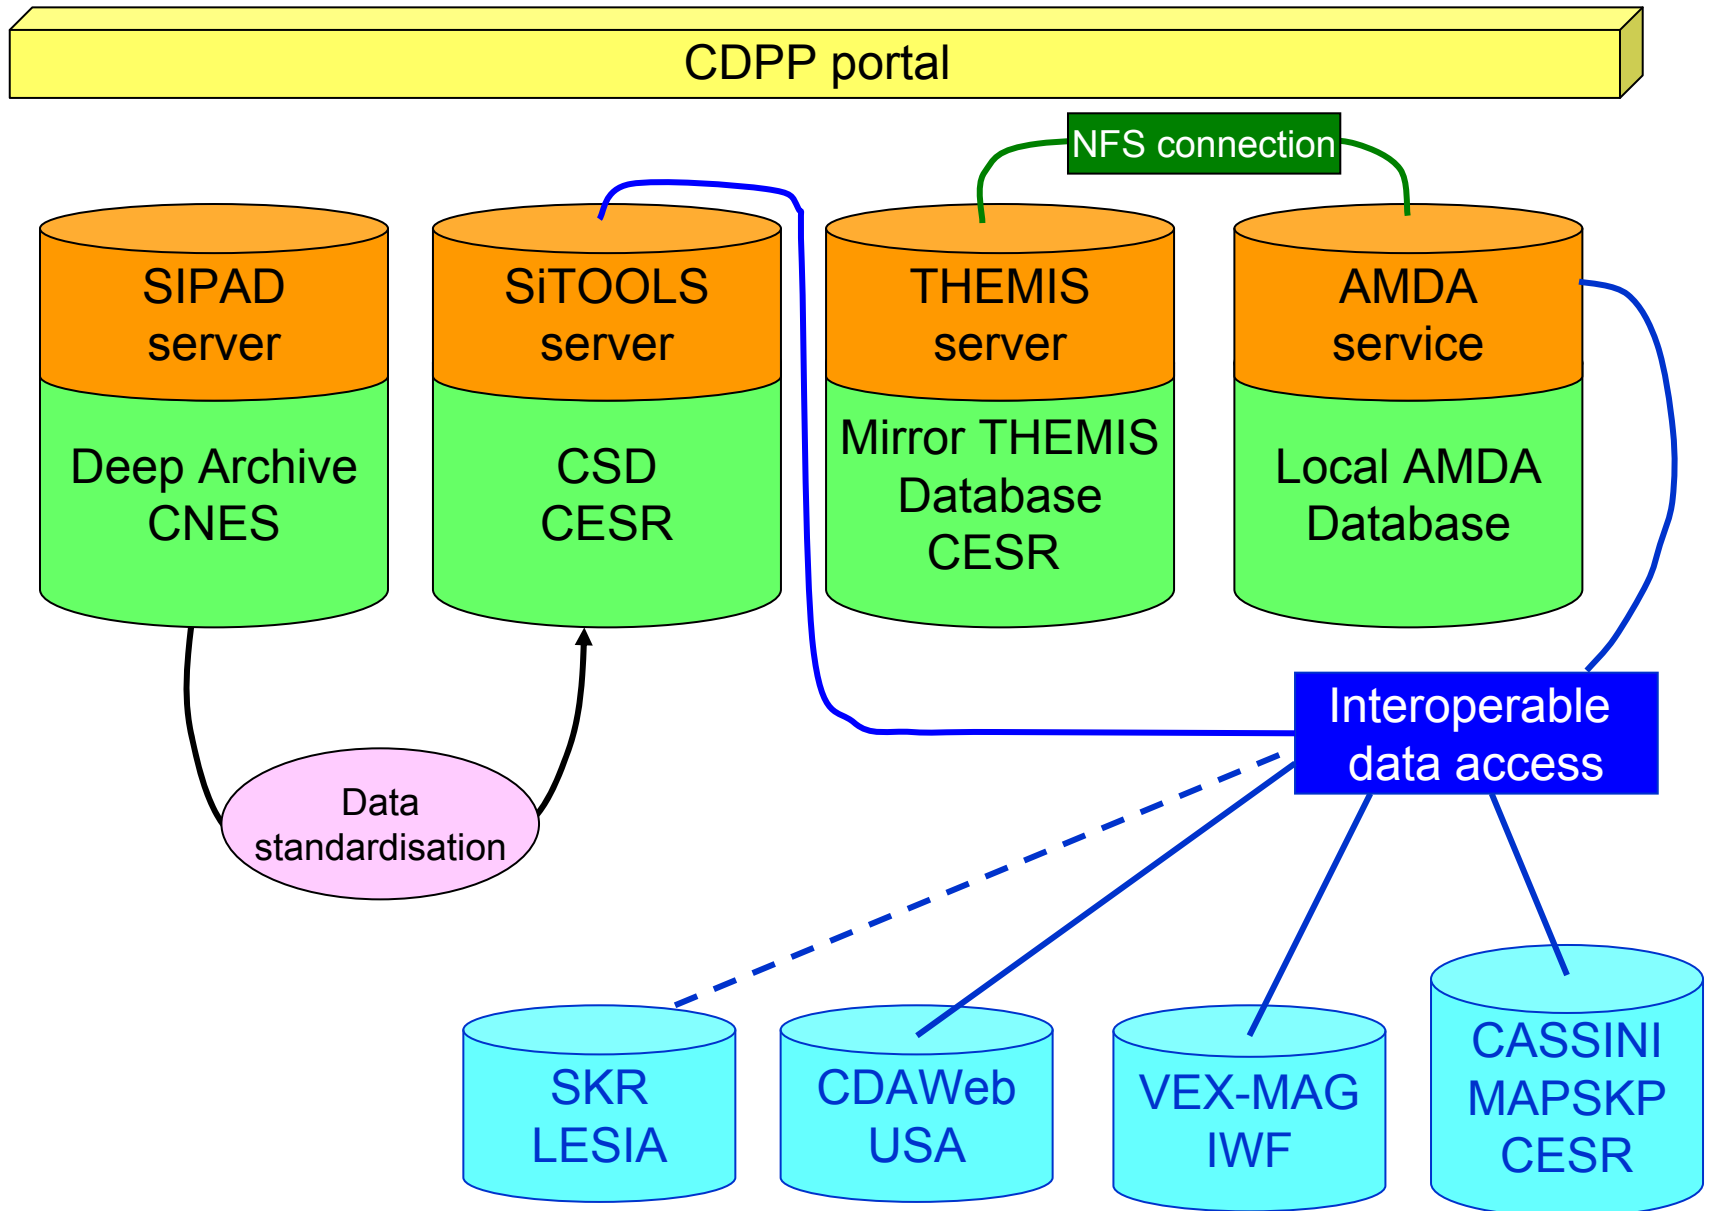 CDPP portal
NFS connection
SIPAD
server
SiTOOLS
server
THEMIS
server
AMDA
service
Deep Archive
CNES
CSD
CESR
Mirror THEMIS
Database
CESR
Local AMDA
Database
Interoperable
data access
Data
standardisation
SKR
LESIA
CDAWeb
USA
VEX-MAG
IWF
CASSINI
MAPSKP
CESR